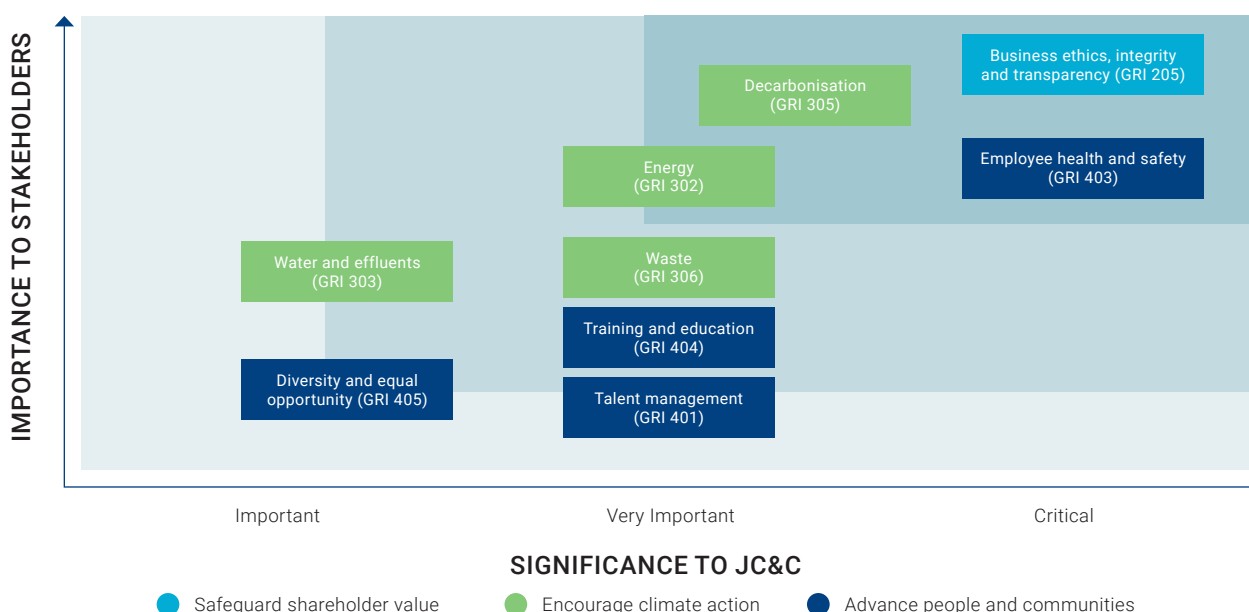 IMPORTANCE TO STAKEHOLDERS
Business ethics, integrity
and transparency (GRI 205)
Decarbonisation
(GRI 305)
Employee health and safety
(GRI 403)
Energy
(GRI 302)
Water and effluents
(GRI 303)
Waste
(GRI 306)
Training and education
(GRI 404)
Diversity and equal
opportunity (GRI 405)
Talent management
(GRI 401)
Important
Very Important
Critical
SIGNIFICANCE TO JC&C
Safeguard shareholder value
Encourage climate action
Advance people and communities